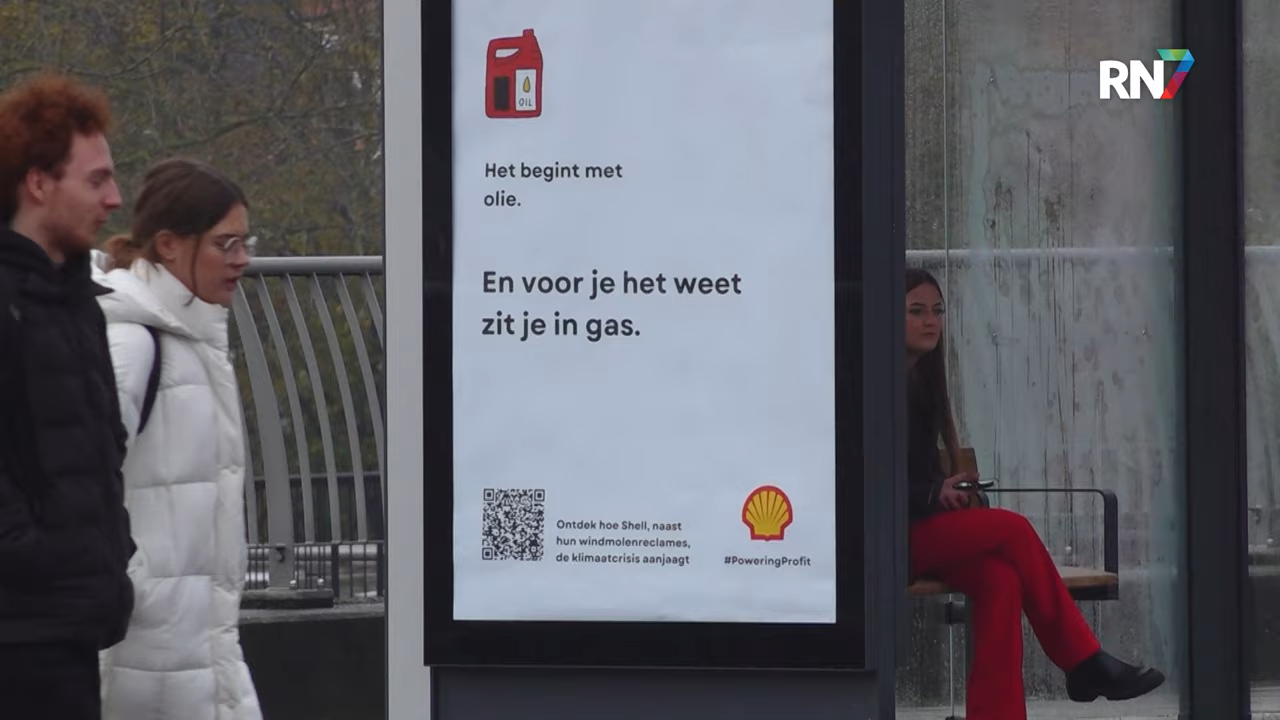 RN7
OIL
Het begint met
olie.
En voor je het weet
zit je in gas.
Ontdek hoe Shell, naast
hun windmolenreclames,
de klimaatcrisis aanjaagt
#PoweringProfit